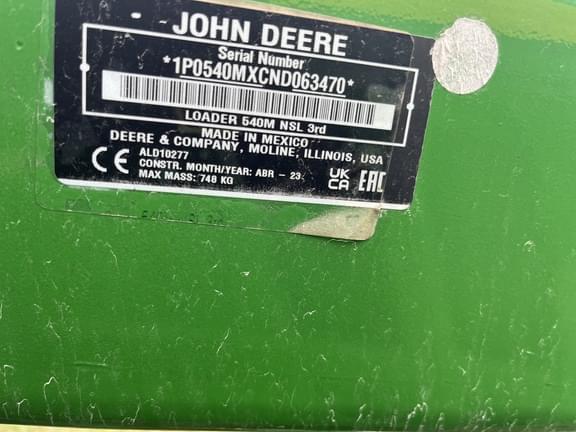 JOHN DEERE
Serial Number
*1P0540MXCND063470*
LOADER 540M NSL 3rd
MADE IN MEXICO
DEERE & COMPANY, MOLINE, ILLINOIS, USA
ALD10277
CONSTR. MONTH/YEAR: ABR - 23
MAX MASS: 748 KG
CE
UK
CA
EAC